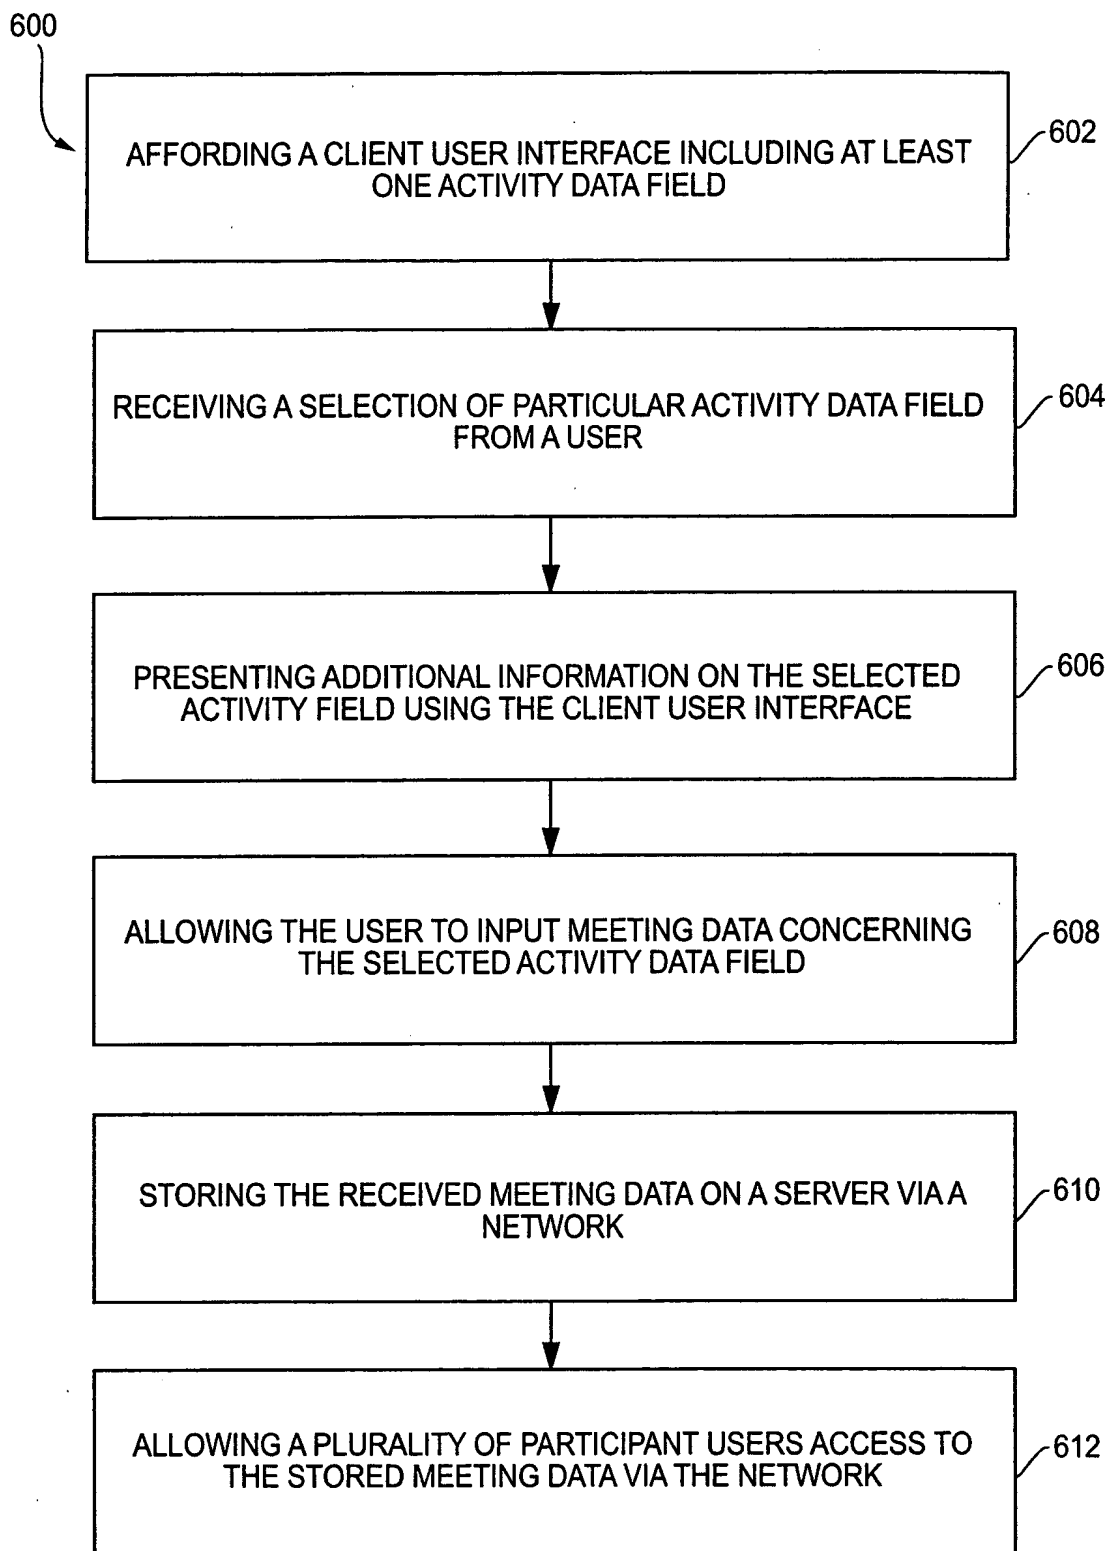 600
AFFORDING A CLIENT USER INTERFACE INCLUDING AT LEAST
ONE ACTIVITY DATA FIELD
602
RECEIVING A SELECTION OF PARTICULAR ACTIVITY DATA FIELD
FROM A USER
604
PRESENTING ADDITIONAL INFORMATION ON THE SELECTED
ACTIVITY FIELD USING THE CLIENT USER INTERFACE
606
ALLOWING THE USER TO INPUT MEETING DATA CONCERNING
THE SELECTED ACTIVITY DATA FIELD
608
STORING THE RECEIVED MEETING DATA ON A SERVER VIA A
NETWORK
610
ALLOWING A PLURALITY OF PARTICIPANT USERS ACCESS TO
THE STORED MEETING DATA VIA THE NETWORK
612